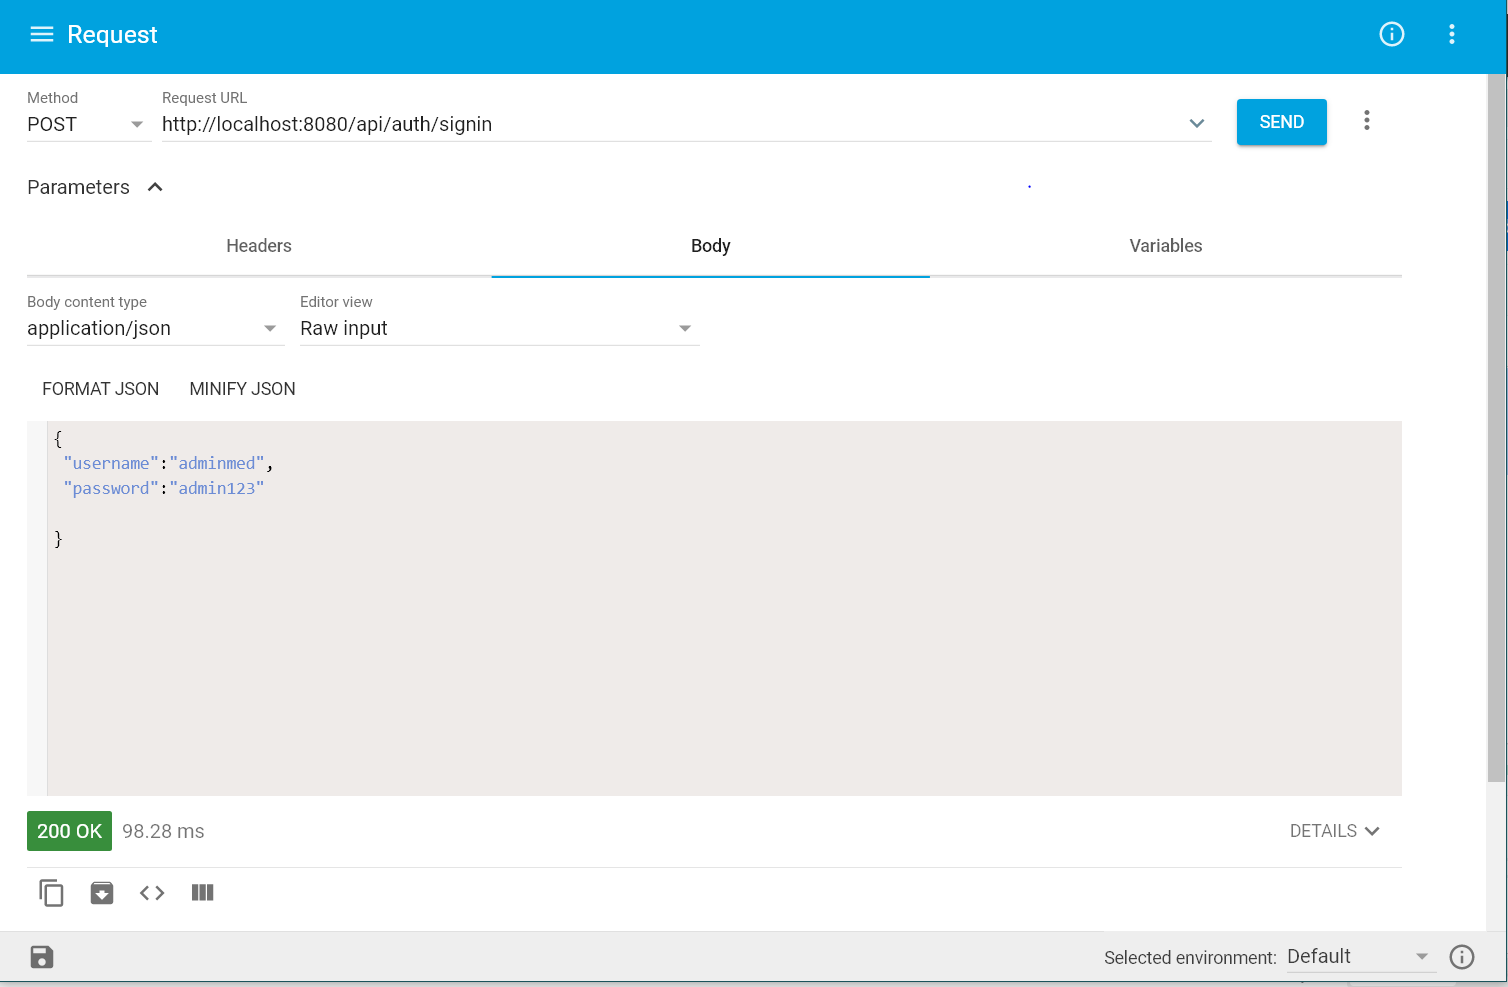 Request
Method
Request URL
POST
http://localhost:8080/api/auth/signin
SEND
Parameters
Headers
Body
Variables
Body content type
Editor view
application/json
Raw input
FORMAT JSON
MINIFY JSON
{
"username":"adminmed",
"password":"admin123"
}
200 OK
98.28 ms
DETAILS
Selected environment:
Default